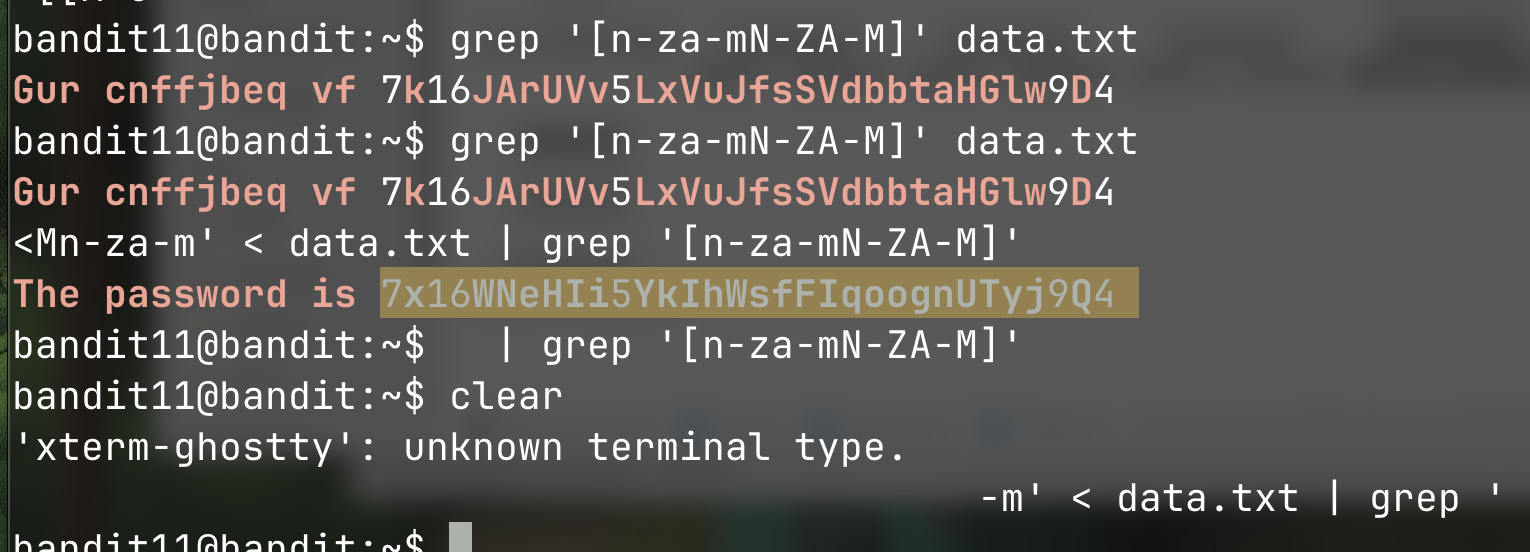 bandit11@bandit:~$ grep '[n-za-mN-ZA-M]' data.txt
Gur cnffjbeq vf 7k16JArUVv5LxVuJfsSVdbbtaHGlw9D4
bandit11@bandit:~$ grep '[n-za-mN-ZA-M]' data.txt
Gur cnffjbeq vf 7k16JArUVv5LxVuJfsSVdbbtaHGlw9D4
<Mn-za-m' < data.txt | grep '[n-za-mN-ZA-M]'
The password is 7x16WNeHIi5YkIhWsfFIqoognUTyj9Q4
bandit11@bandit:~$   | grep '[n-za-mN-ZA-M]'
bandit11@bandit:~$ clear
'xterm-ghostty': unknown terminal type.
-m' < data.txt | grep '
bandit11@bandit:~$